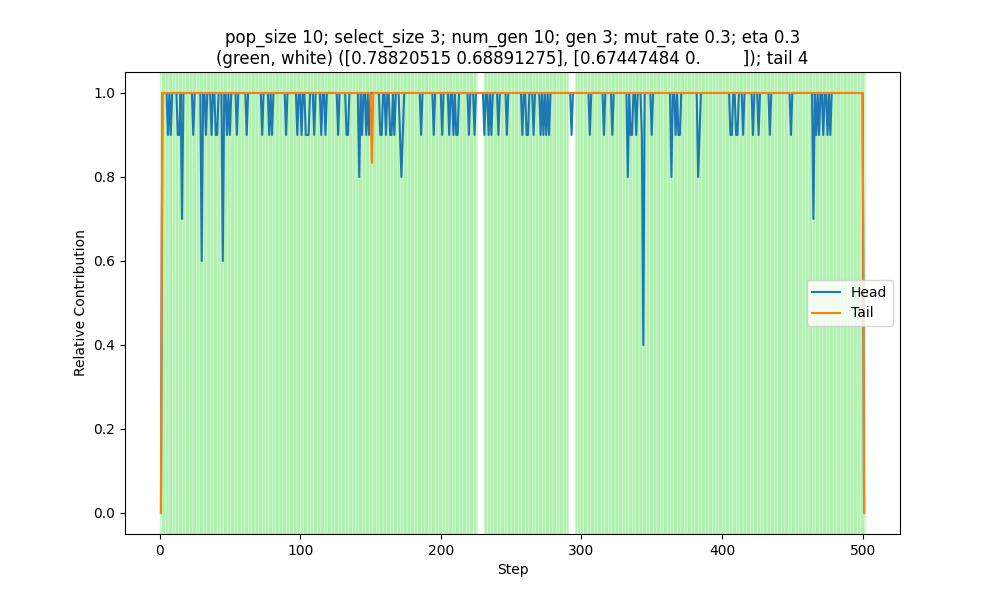 pop_size 10; select_size 3; num_gen 10; gen 3; mut_rate 0.3; eta 0.3
(green, white) ([0.78820515 0.68891275], [0.67447484 0.         ]); tail 4
1.0
0.8
0.6
0.4
0.2
0.0
Relative Contribution
Head
Tail
0
100
200
300
400
500
Step